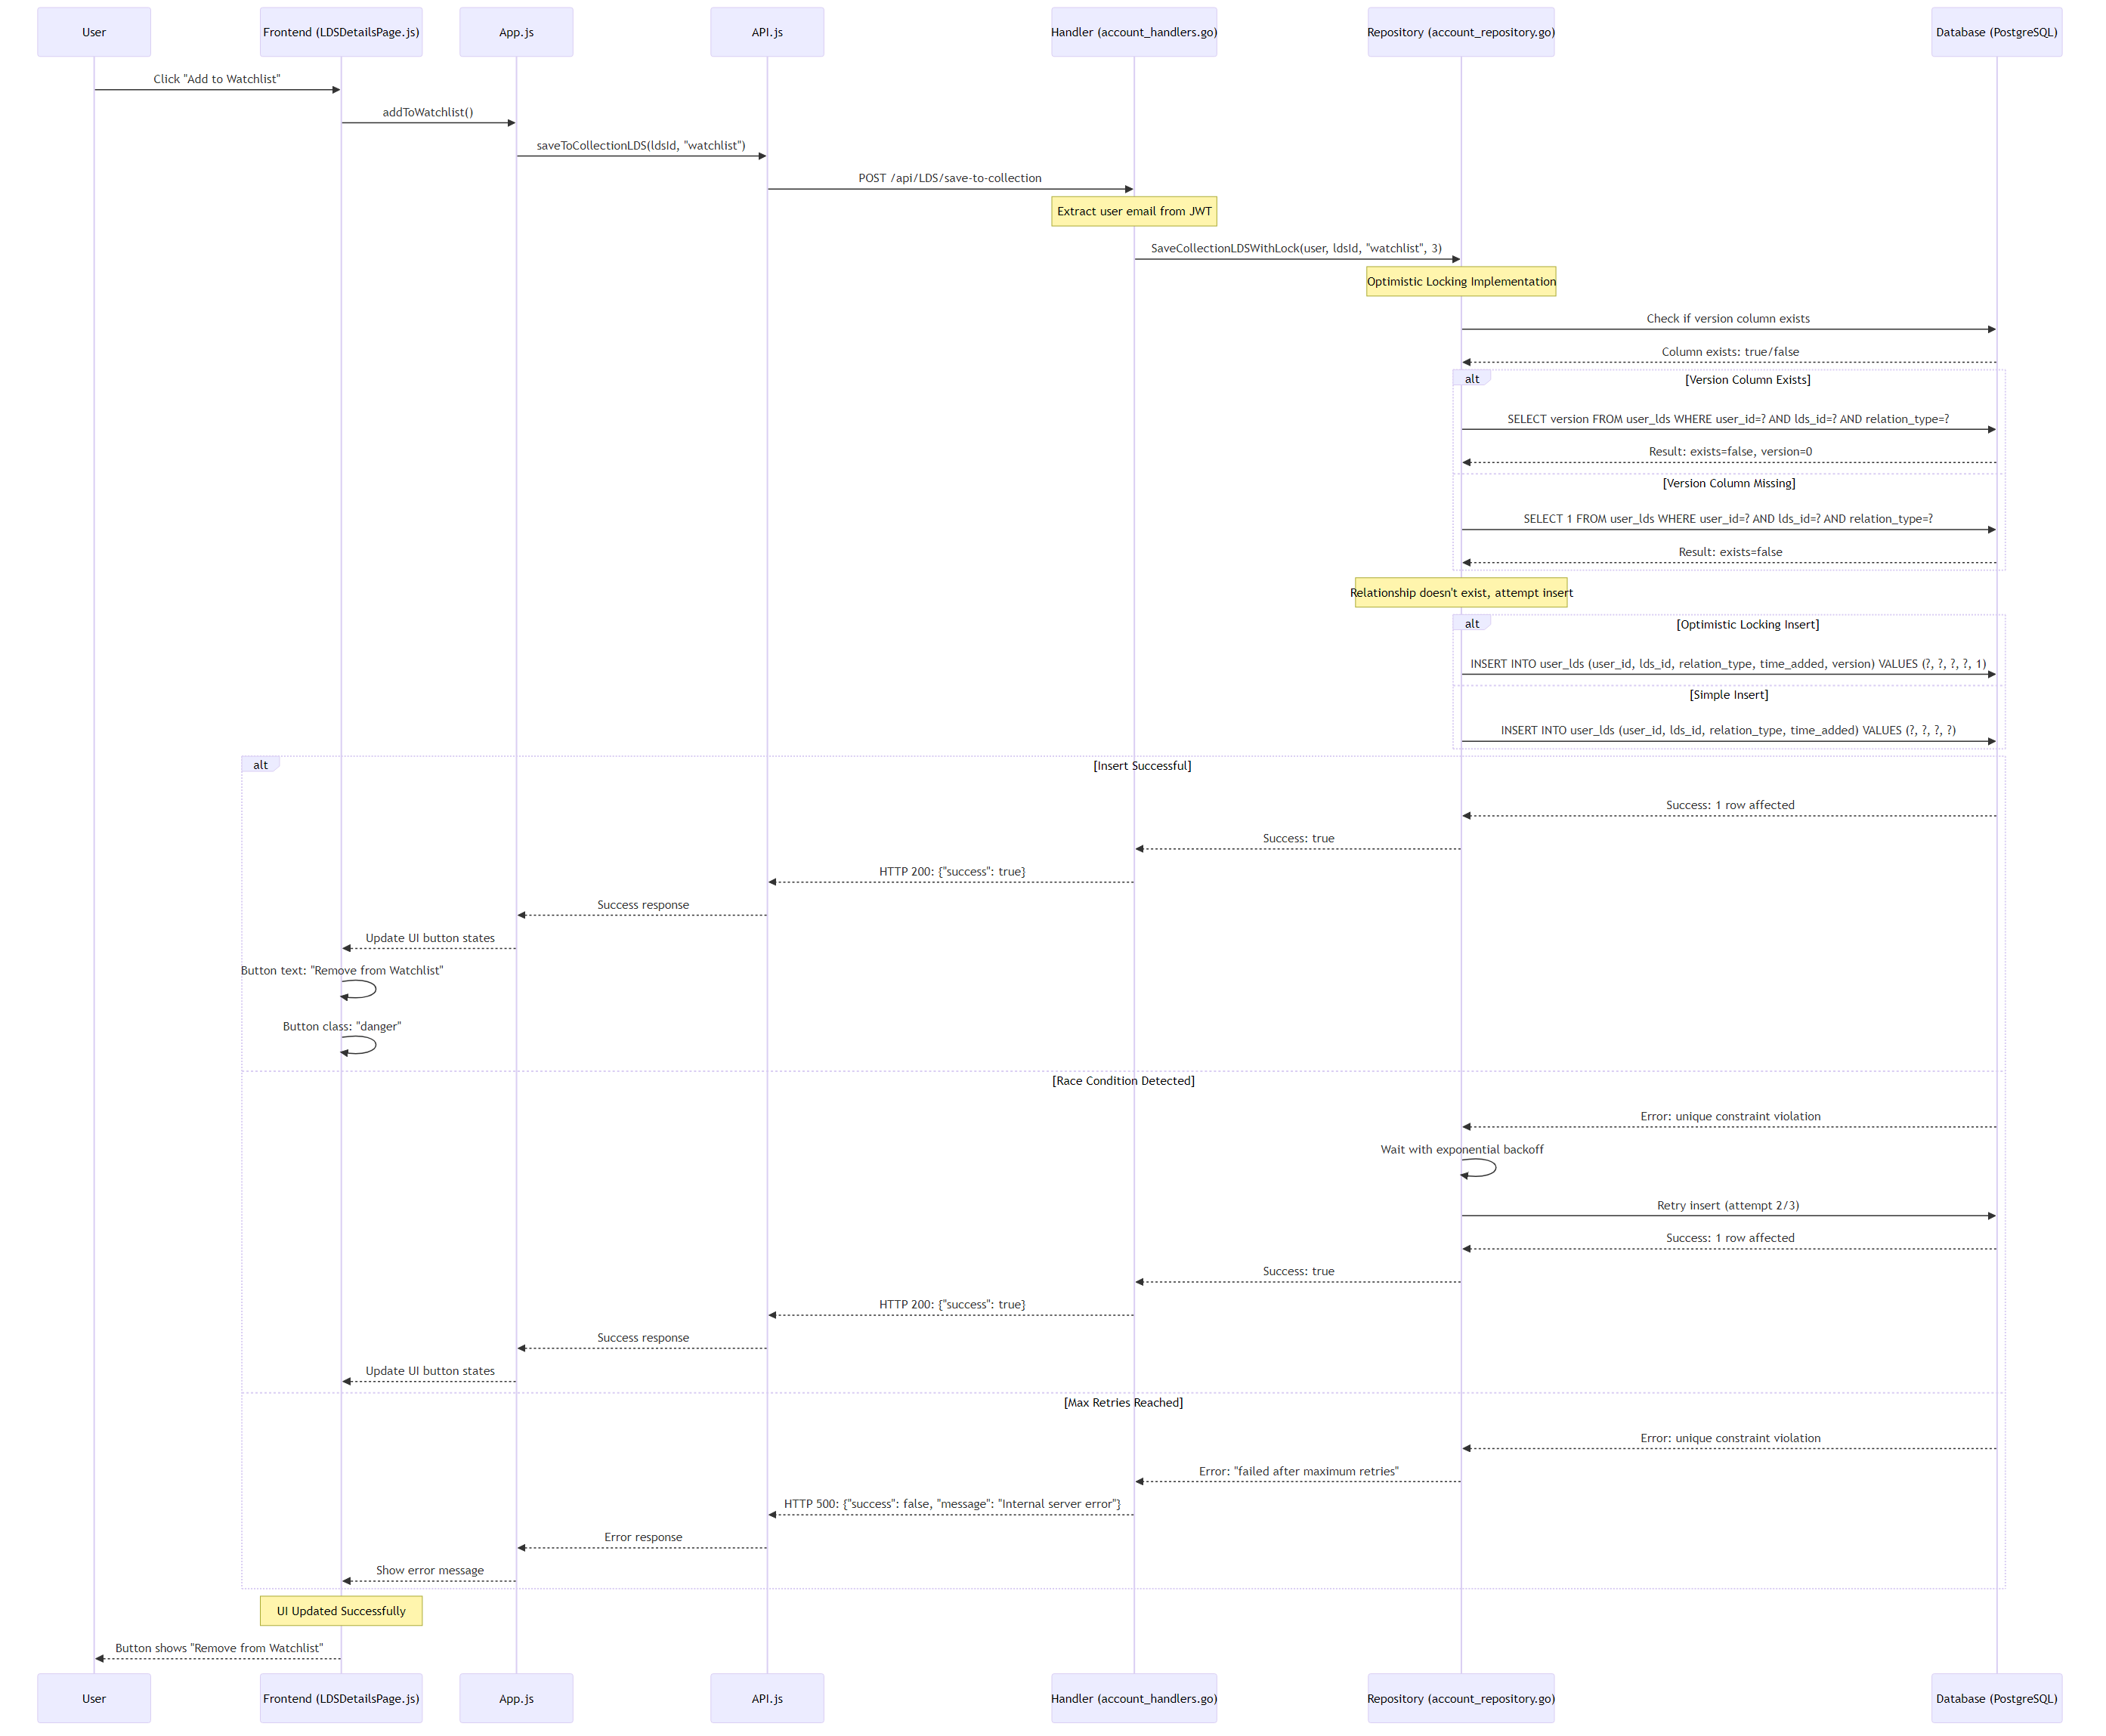 User
Frontend (LDSDetailsPage.js)
App.js
API.js
Handler (account_handlers.go)
Repository (account_repository.go)
Database (PostgreSQL)
Click "Add to Watchlist"
addToWatchlist()
saveToCollectionLDS(ldsId, "watchlist")
POST /api/LDS/save-to-collection
Extract user email from JWT
SaveCollectionLDSWithLock(user, ldsId, "watchlist", 3)
Optimistic Locking Implementation
Check if version column exists
Column exists: true/false
alt
[Version Column Exists]
SELECT version FROM user_lds WHERE user_id=? AND lds_id=? AND relation_type=?
Result: exists=false, version=0
[Version Column Missing]
SELECT 1 FROM user_lds WHERE user_id=? AND lds_id=? AND relation_type=?
Result: exists=false
Relationship doesn't exist, attempt insert
alt
[Optimistic Locking Insert]
INSERT INTO user_lds (user_id, lds_id, relation_type, time_added, version) VALUES (?, ?, ?, ?, 1)
[Simple Insert]
INSERT INTO user_lds (user_id, lds_id, relation_type, time_added) VALUES (?, ?, ?, ?)
alt
[Insert Successful]
Success: 1 row affected
Success: true
HTTP 200: {"success": true}
Success response
Update UI button states
Button text: "Remove from Watchlist"
Button class: "danger"
[Race Condition Detected]
Error: unique constraint violation
Wait with exponential backoff
Retry insert (attempt 2/3)
Success: 1 row affected
Success: true
HTTP 200: {"success": true}
Success response
Update UI button states
[Max Retries Reached]
Error: unique constraint violation
Error: "failed after maximum retries"
HTTP 500: {"success": false, "message": "Internal server error"}
Error response
Show error message
UI Updated Successfully
Button shows "Remove from Watchlist"
User
Frontend (LDSDetailsPage.js)
App.js
API.js
Handler (account_handlers.go)
Repository (account_repository.go)
Database (PostgreSQL)